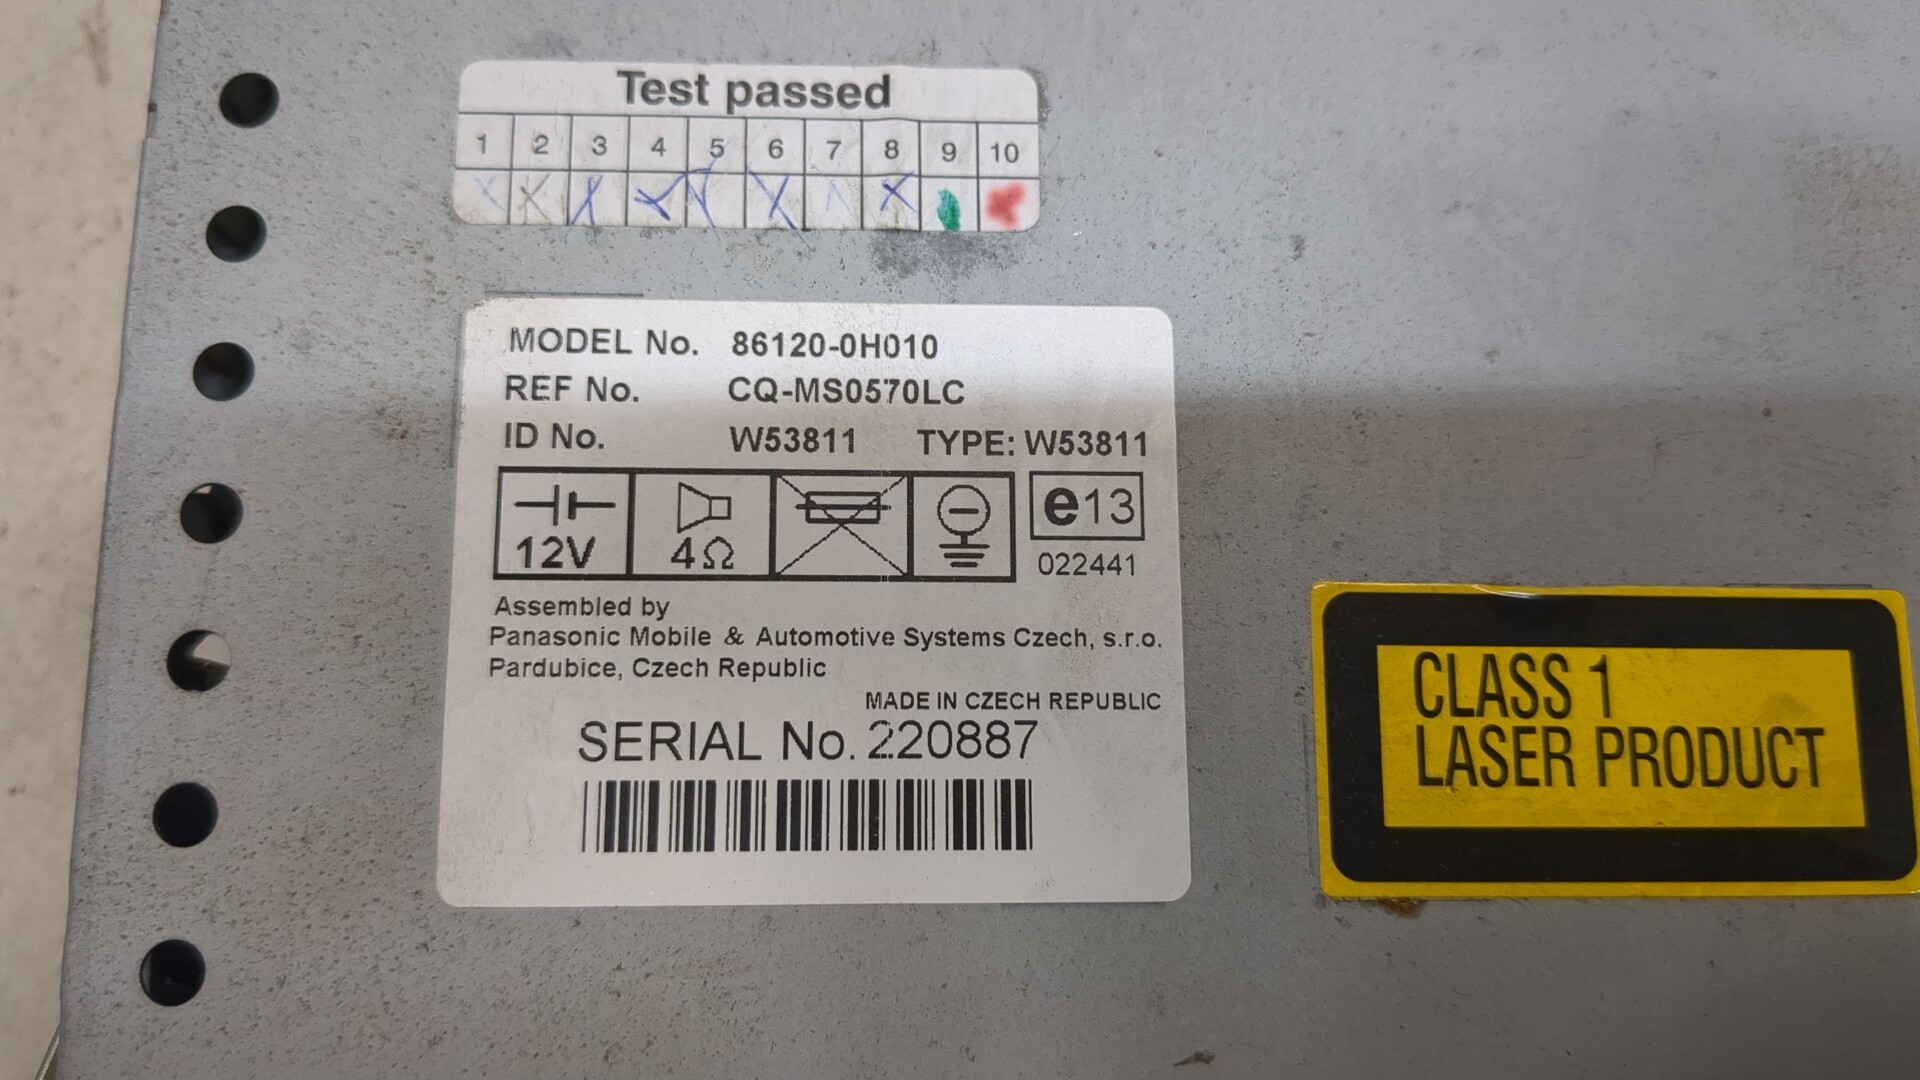 Test passed
1 2 3 4 5 6 7 8 9 10
MODEL No. 86120-0H010
REF No. CQ-MS0570LC
ID No. W53811 TYPE: W53811
12V 4Ω e13
022441
Assembled by
Panasonic Mobile & Automotive Systems Czech, s.r.o.
Pardubice, Czech Republic
MADE IN CZECH REPUBLIC
SERIAL No. 220887
CLASS 1
LASER PRODUCT